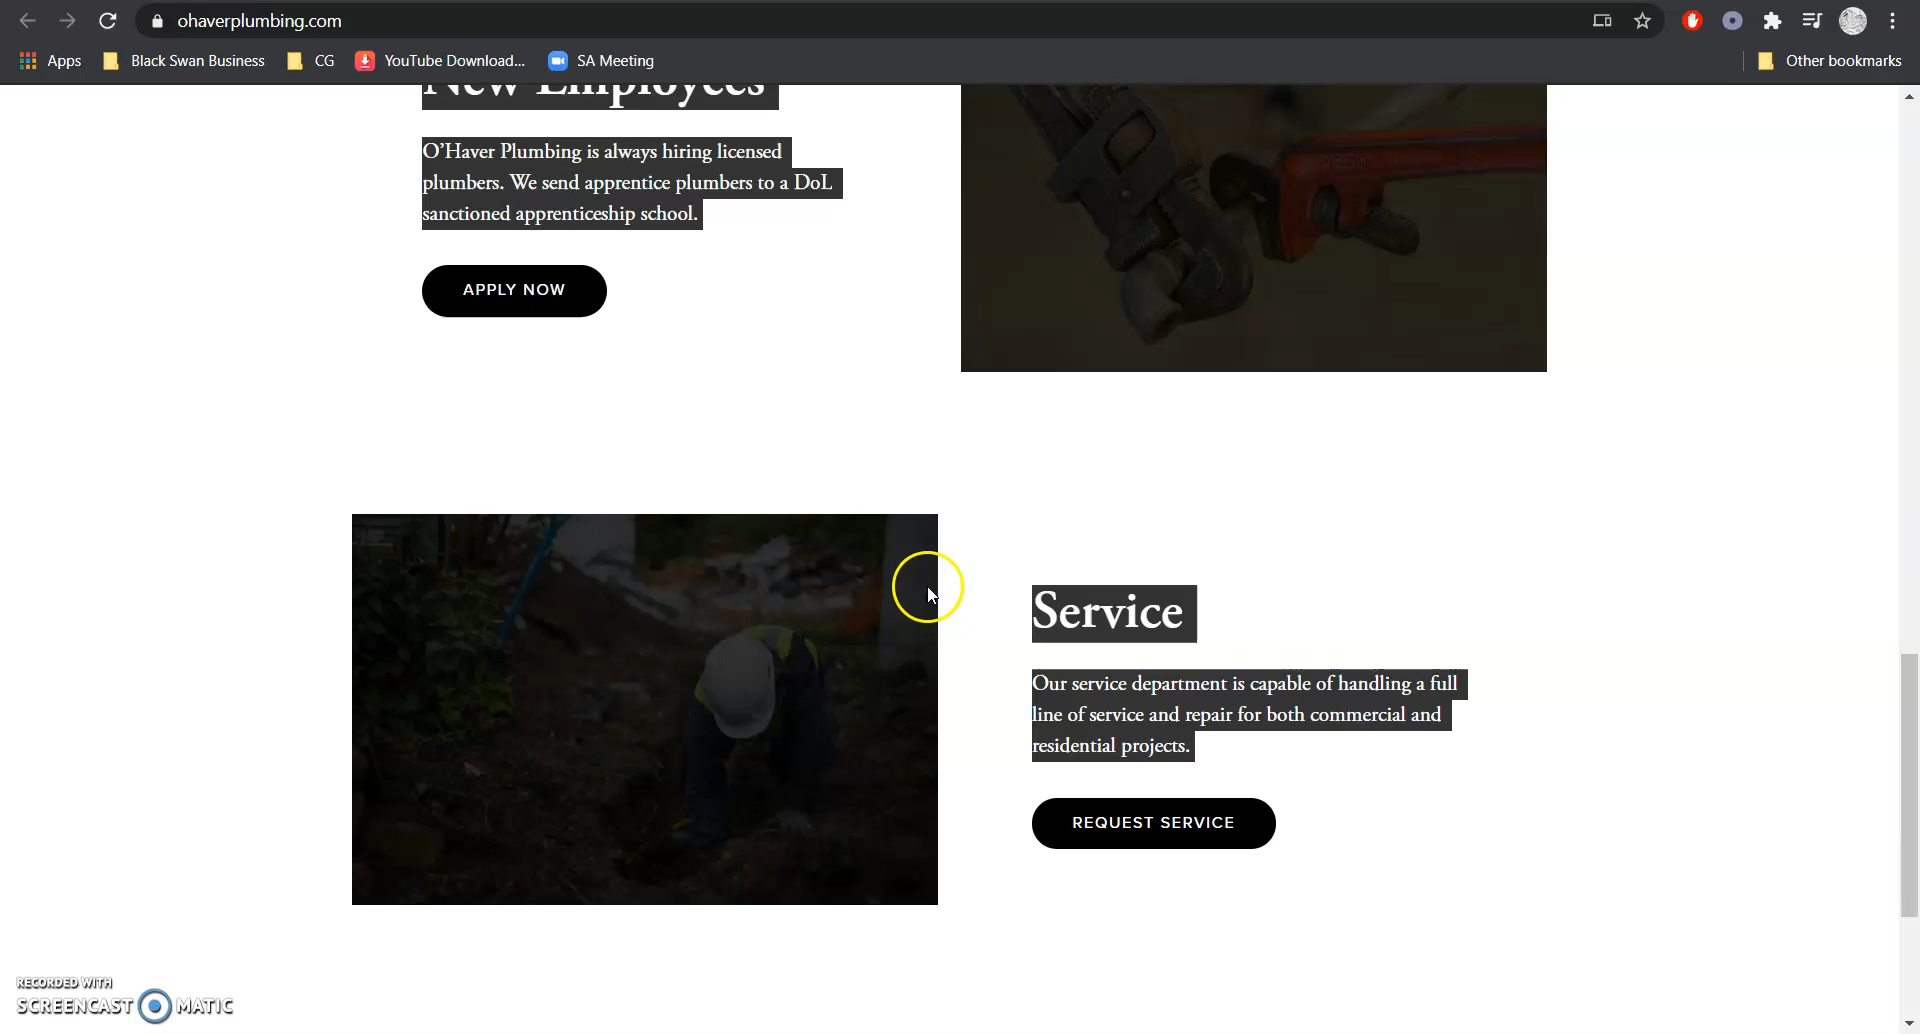 ohaverplumbing.com
Apps
Black Swan Business
CG
YouTube Download...
SA Meeting
Other bookmarks
New Employees
O’Haver Plumbing is always hiring licensed
plumbers. We send apprentice plumbers to a DoL
sanctioned apprenticeship school.
APPLY NOW
Service
Our service department is capable of handling a full
line of service and repair for both commercial and
residential projects.
REQUEST SERVICE
RECORDED WITH
SCREENCAST MATIC